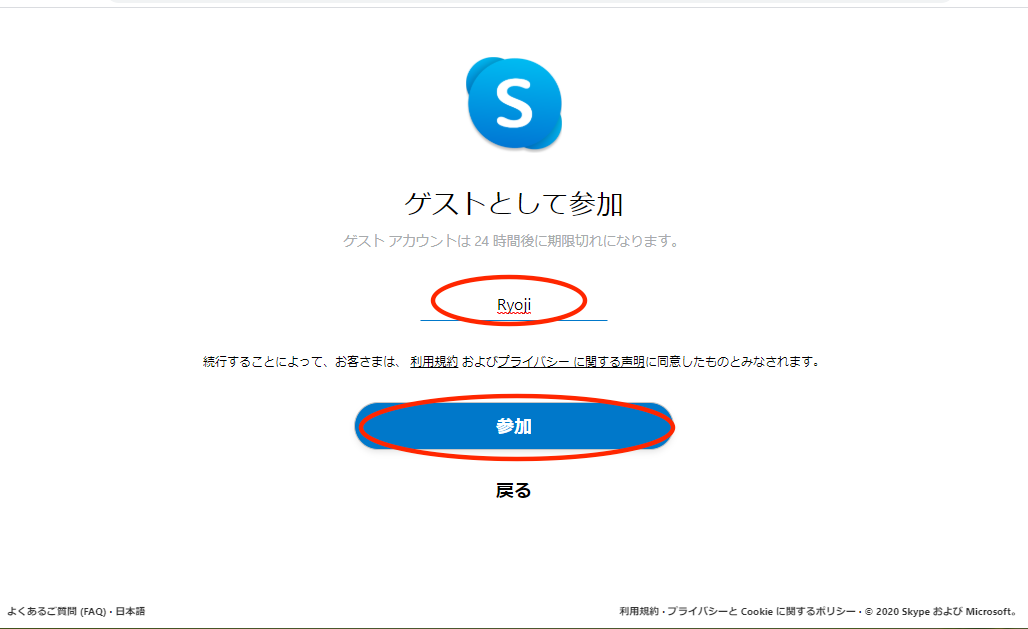 S
ゲストとして参加
ゲスト アカウントは 24 時間後に期限切れになります。
Ryoji
続行することによって、お客さまは、 利用規約 およびプライバシー に関する声明に同意したものとみなされます。
参加
戻る
よくあるご質問 (FAQ) • 日本語
利用規約 • プライバシーと Cookie に関するポリシー • © 2020 Skype および Microsoft。